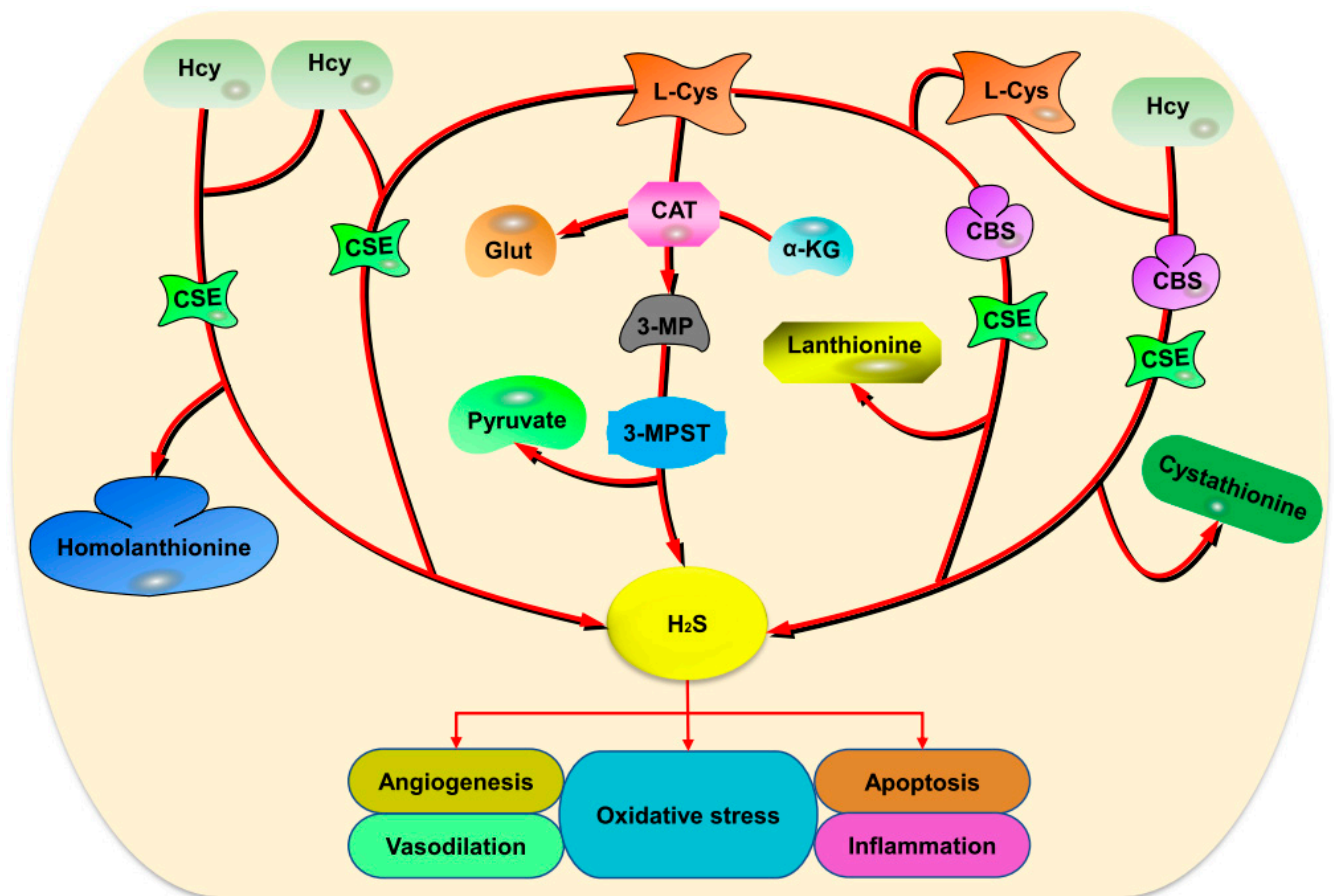 Hcy
Hcy
L-Cys
L-Cys
Hcy
CAT
Glut
α-KG
CSE
CBS
CBS
CSE
3-MP
CSE
Lanthionine
CSE
Pyruvate
3-MPST
Cystathionine
Homolanthionine
H₂S
Angiogenesis
Oxidative stress
Apoptosis
Vasodilation
Inflammation